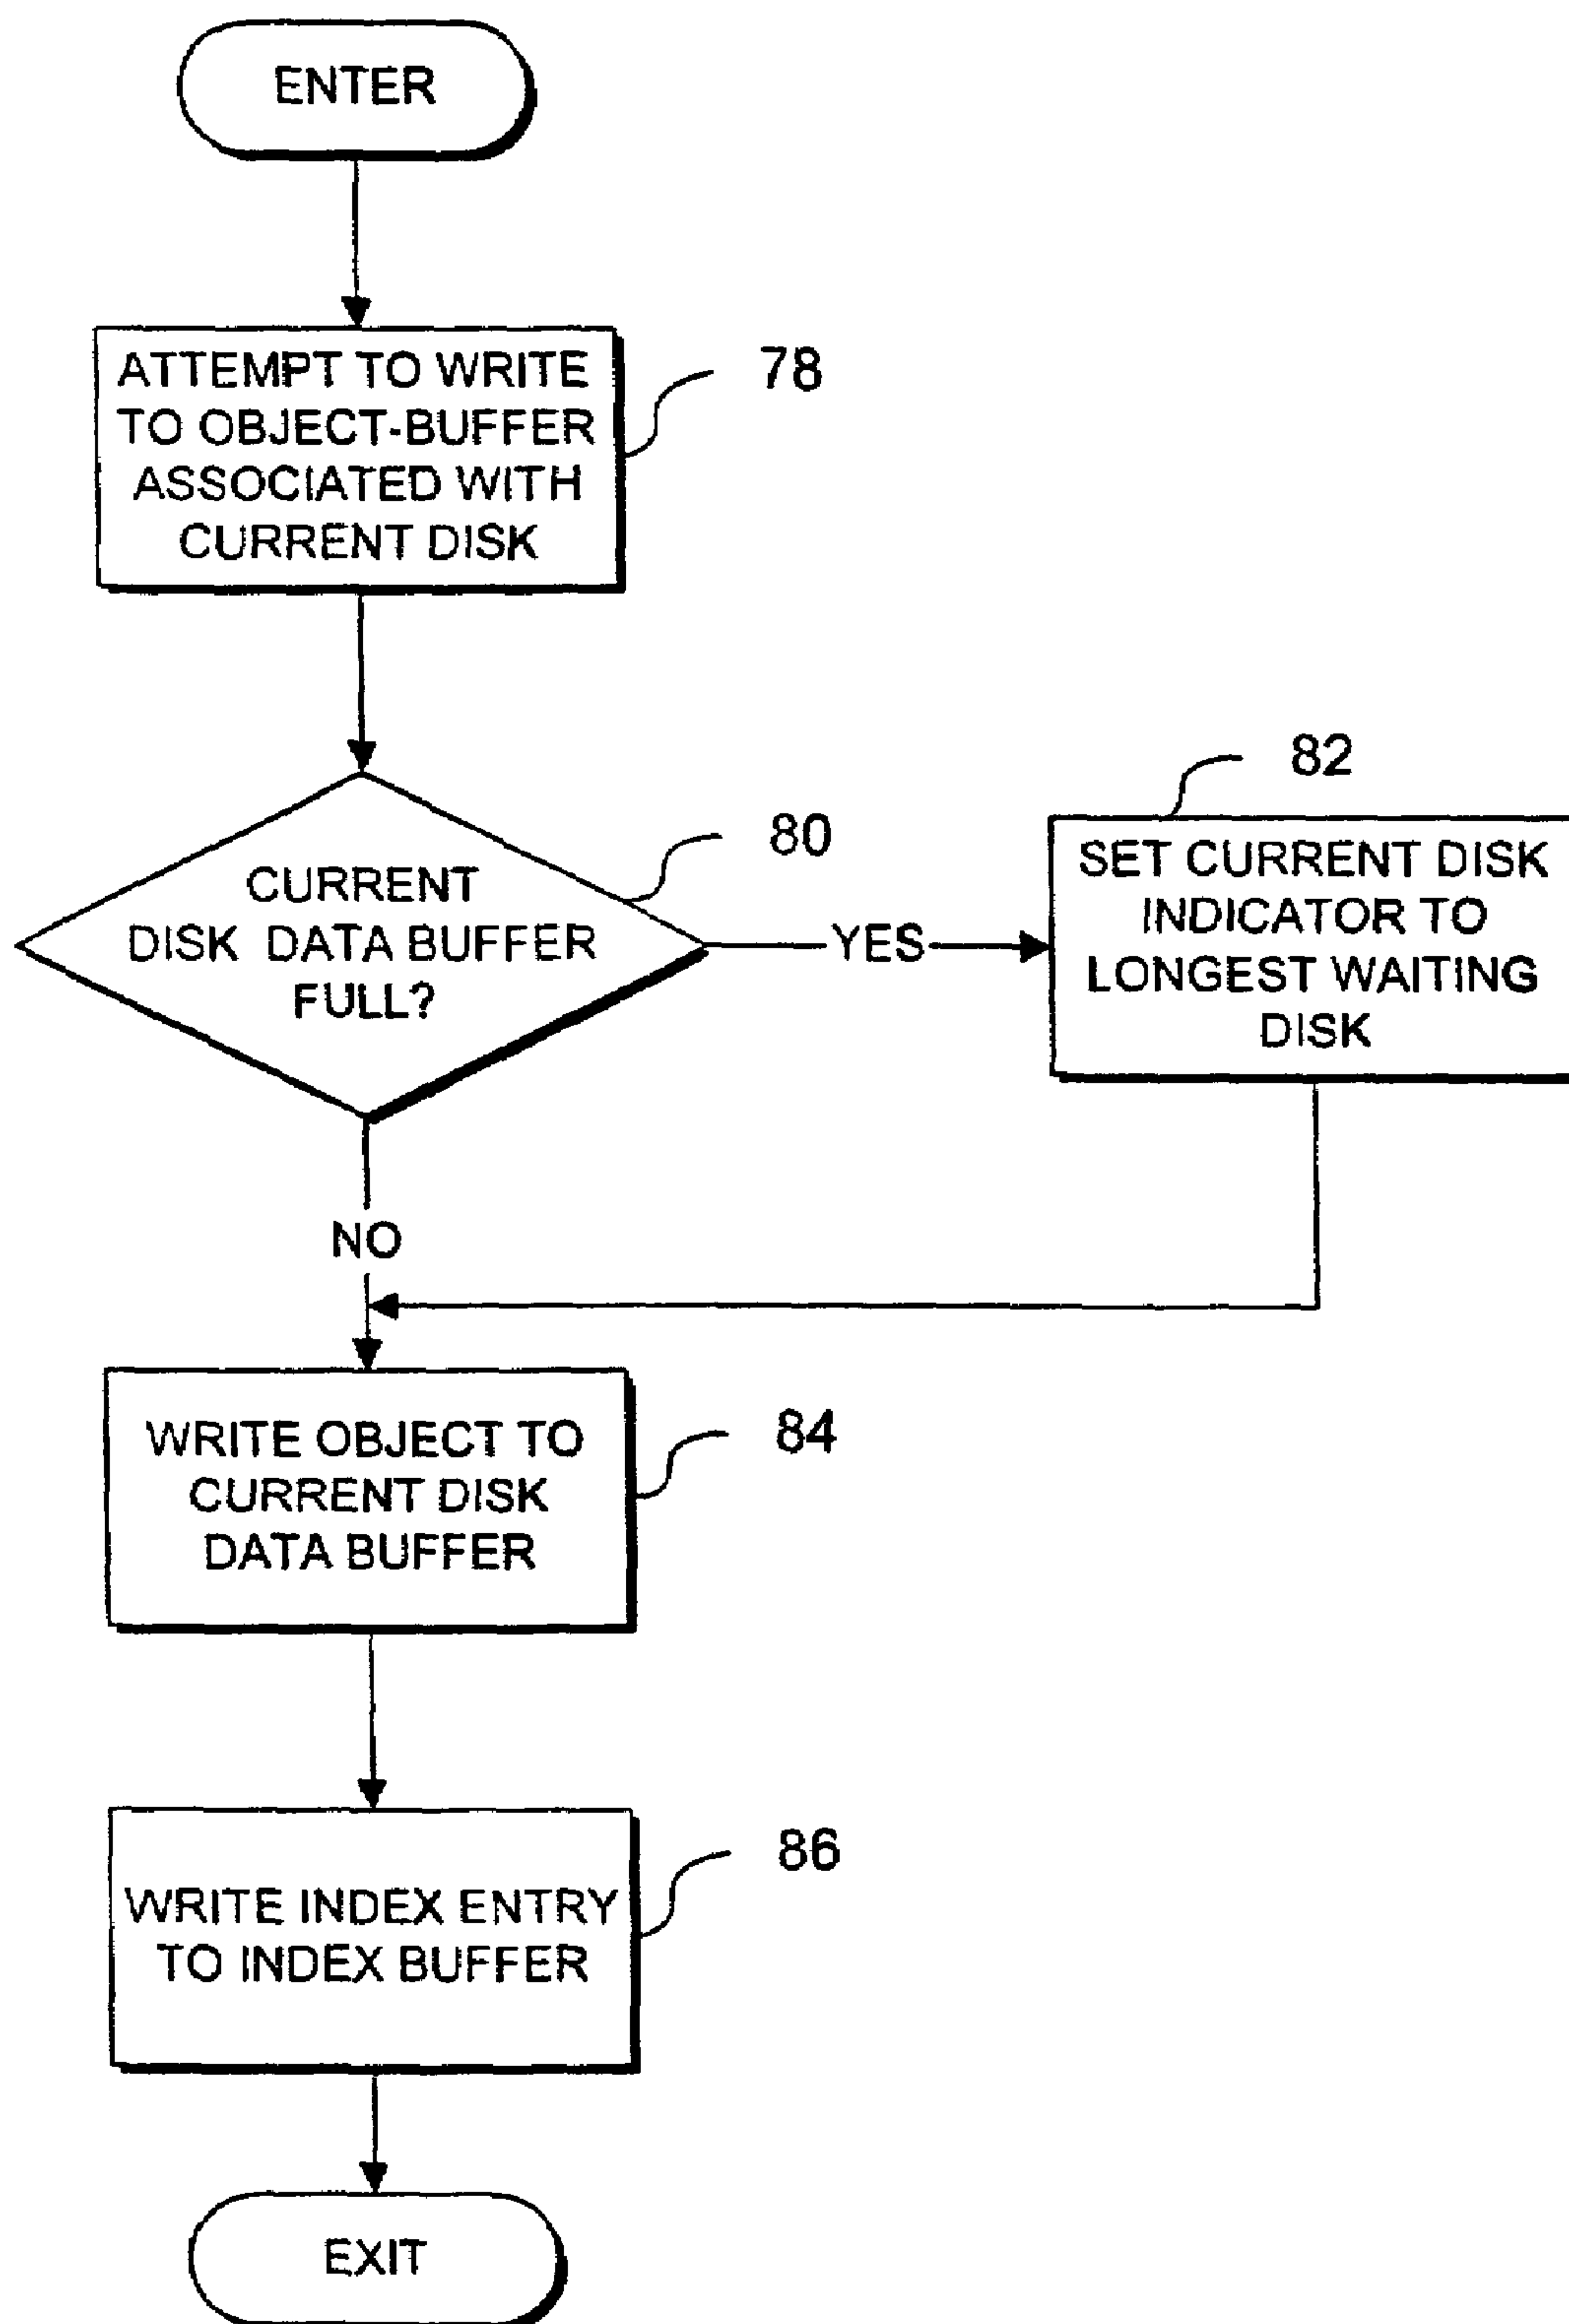 ENTER
ATTEMPT TO WRITE
TO OBJECT-BUFFER
ASSOCIATED WITH
CURRENT DISK
78
CURRENT
DISK DATA BUFFER
FULL?
80
YES
82
SET CURRENT DISK
INDICATOR TO
LONGEST WAITING
DISK
NO
WRITE OBJECT TO
CURRENT DISK
DATA BUFFER
84
WRITE INDEX ENTRY
TO INDEX BUFFER
86
EXIT